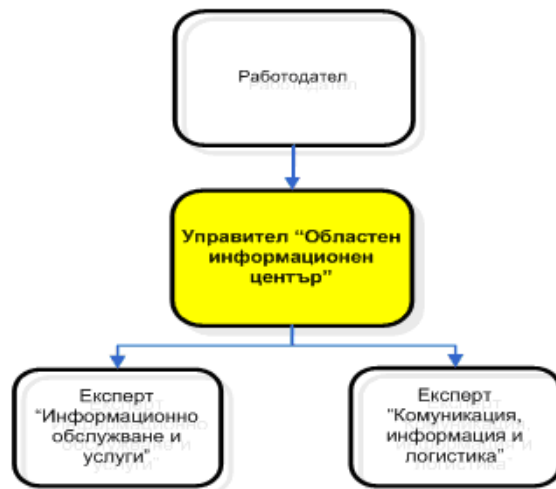 Работодател
Управител “Областен
информационен
център”
Експерт
“Информационно
обслужване и
услуги”
Експерт
“Комуникация,
информация и
логистика”